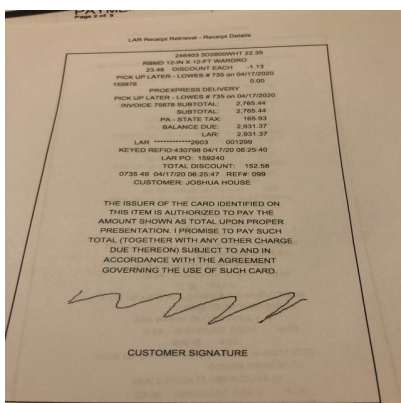 PAYME
Page 2 of 5
LAR Receipt Retrieval - Receipt Details
248403 3D2800WHT 22.35
RBMD 12-IN X 12-FT WARDRO
23.48 DISCOUNT EACH -1.13
PICK UP LATER - LOWES # 735 on 04/17/2020
155876 0.00
PROEXPRESS DELIVERY
PICK UP LATER - LOWES # 735 on 04/17/2020
INVOICE 75678 SUBTOTAL: 2,765.44
SUBTOTAL: 2,765.44
PA - STATE TAX: 165.93
BALANCE DUE: 2,931.37
LAR: 2,931.37
LAR ************2603 001299
KEYED REFID:430798 04/17/20 06:25:40
LAR PO: 159240
TOTAL DISCOUNT: 152.58
0735 49 04/17/20 06:25:47 REF#: 099
CUSTOMER: JOSHUA HOUSE
THE ISSUER OF THE CARD IDENTIFIED ON
THIS ITEM IS AUTHORIZED TO PAY THE
AMOUNT SHOWN AS TOTAL UPON PROPER
PRESENTATION. I PROMISE TO PAY SUCH
TOTAL (TOGETHER WITH ANY OTHER CHARGE
DUE THEREON) SUBJECT TO AND IN
ACCORDANCE WITH THE AGREEMENT
GOVERNING THE USE OF SUCH CARD.
CUSTOMER SIGNATURE